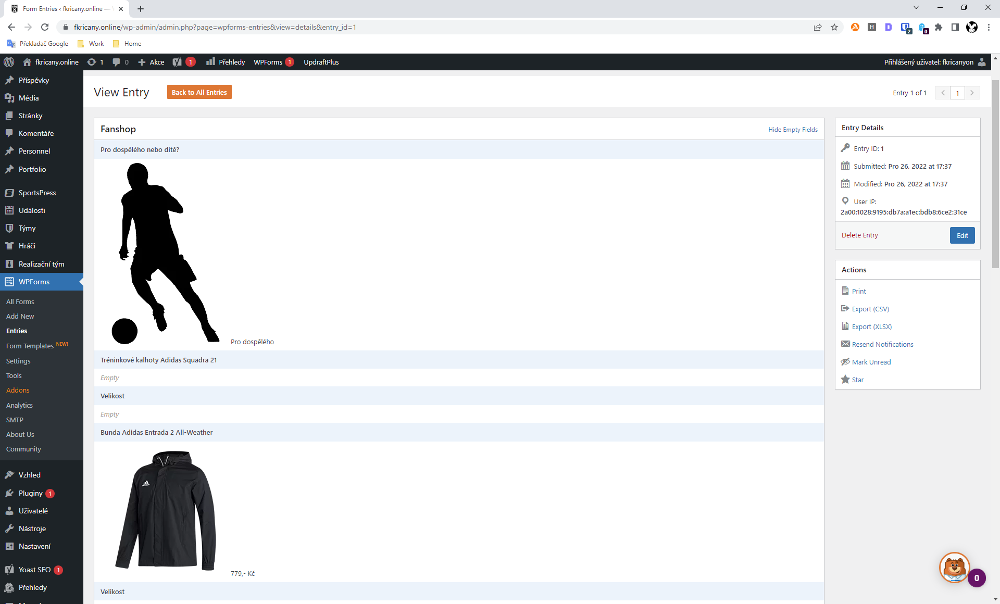 Form Entries ‹ fkricany.online —
fkricany.online/wp-admin/admin.php?page=wpforms-entries&view=details&entry_id=1
H
D
2
0
Překladač Google
Work
Home
fkricany.online
1
0
Akce
1
Přehledy
WPForms 1
UpdraftPlus
Přihlášený uživatel: fkricanyon
Příspěvky
Média
Stránky
Komentáře
Personnel
Portfolio
SportsPress
Události
Týmy
Hráči
Realizační tým
WPForms
All Forms
Add New
Entries
Form Templates NEW!
Settings
Tools
Addons
Analytics
SMTP
About Us
Community
Vzhled
Pluginy 1
Uživatelé
Nástroje
Nastavení
Yoast SEO 1
Přehledy
View Entry
Back to All Entries
Entry 1 of 1
1
Fanshop
Hide Empty Fields
Pro dospělého nebo dítě?
Pro dospělého
Tréninkové kalhoty Adidas Squadra 21
Empty
Velikost
Empty
Bunda Adidas Entrada 2 All-Weather
779,- Kč
Velikost
Entry Details
Entry ID: 1
Submitted: Pro 26, 2022 at 17:37
Modified: Pro 26, 2022 at 17:37
User IP:
2a00:1028:9195:db7a:a1ec:bdb8:6ce2:31ce
Delete Entry
Edit
Actions
Print
Export (CSV)
Export (XLSX)
Resend Notifications
Mark Unread
Star
0